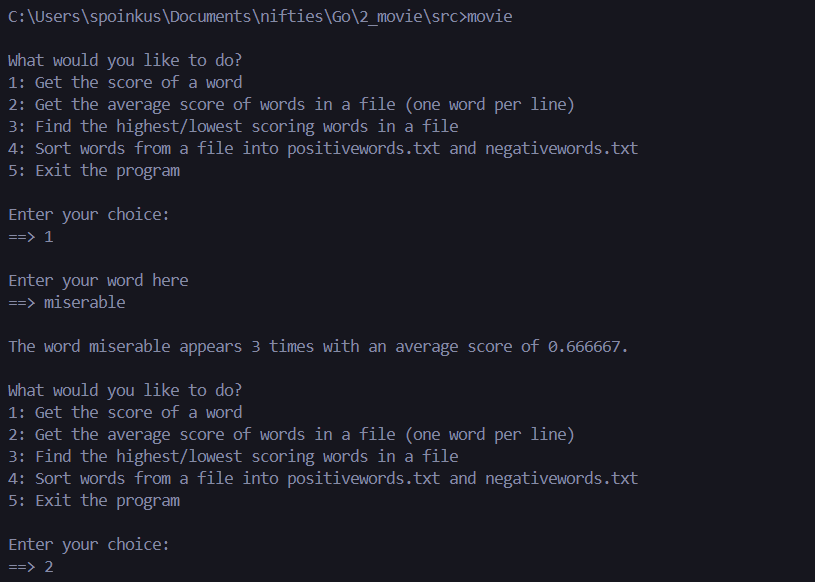 C:\Users\spoinkus\Documents\nifties\Go\2_movie\src>movie
What would you like to do?
1: Get the score of a word
2: Get the average score of words in a file (one word per line)
3: Find the highest/lowest scoring words in a file
4: Sort words from a file into positivewords.txt and negativewords.txt
5: Exit the program
Enter your choice:
==> 1
Enter your word here
==> miserable
The word miserable appears 3 times with an average score of 0.666667.
What would you like to do?
1: Get the score of a word
2: Get the average score of words in a file (one word per line)
3: Find the highest/lowest scoring words in a file
4: Sort words from a file into positivewords.txt and negativewords.txt
5: Exit the program
Enter your choice:
==> 2